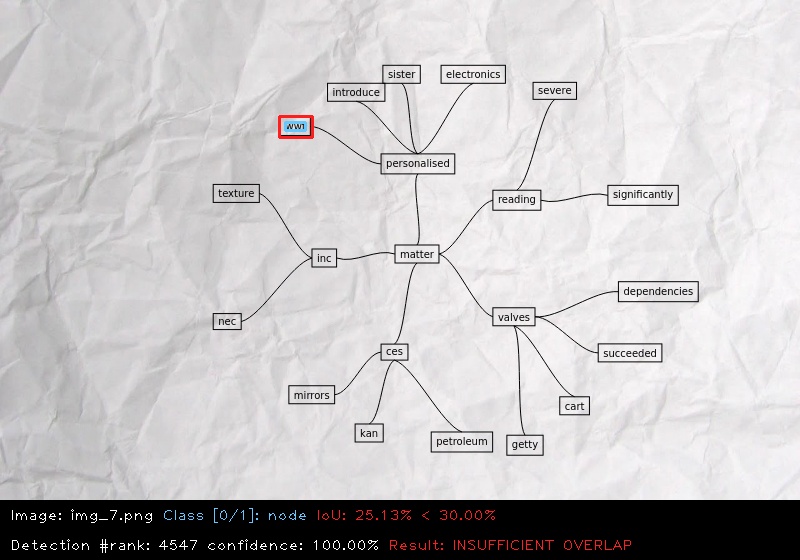 sister
electronics
introduce
severe
ww1
personalised
texture
reading
significantly
inc
matter
dependencies
nec
valves
ces
succeeded
mirrors
cart
kan
petroleum
getty
Image: img_7.png Class [0/1]: node IoU: 25.13% < 30.00%
Detection #rank: 4547 confidence: 100.00% Result: INSUFFICIENT OVERLAP